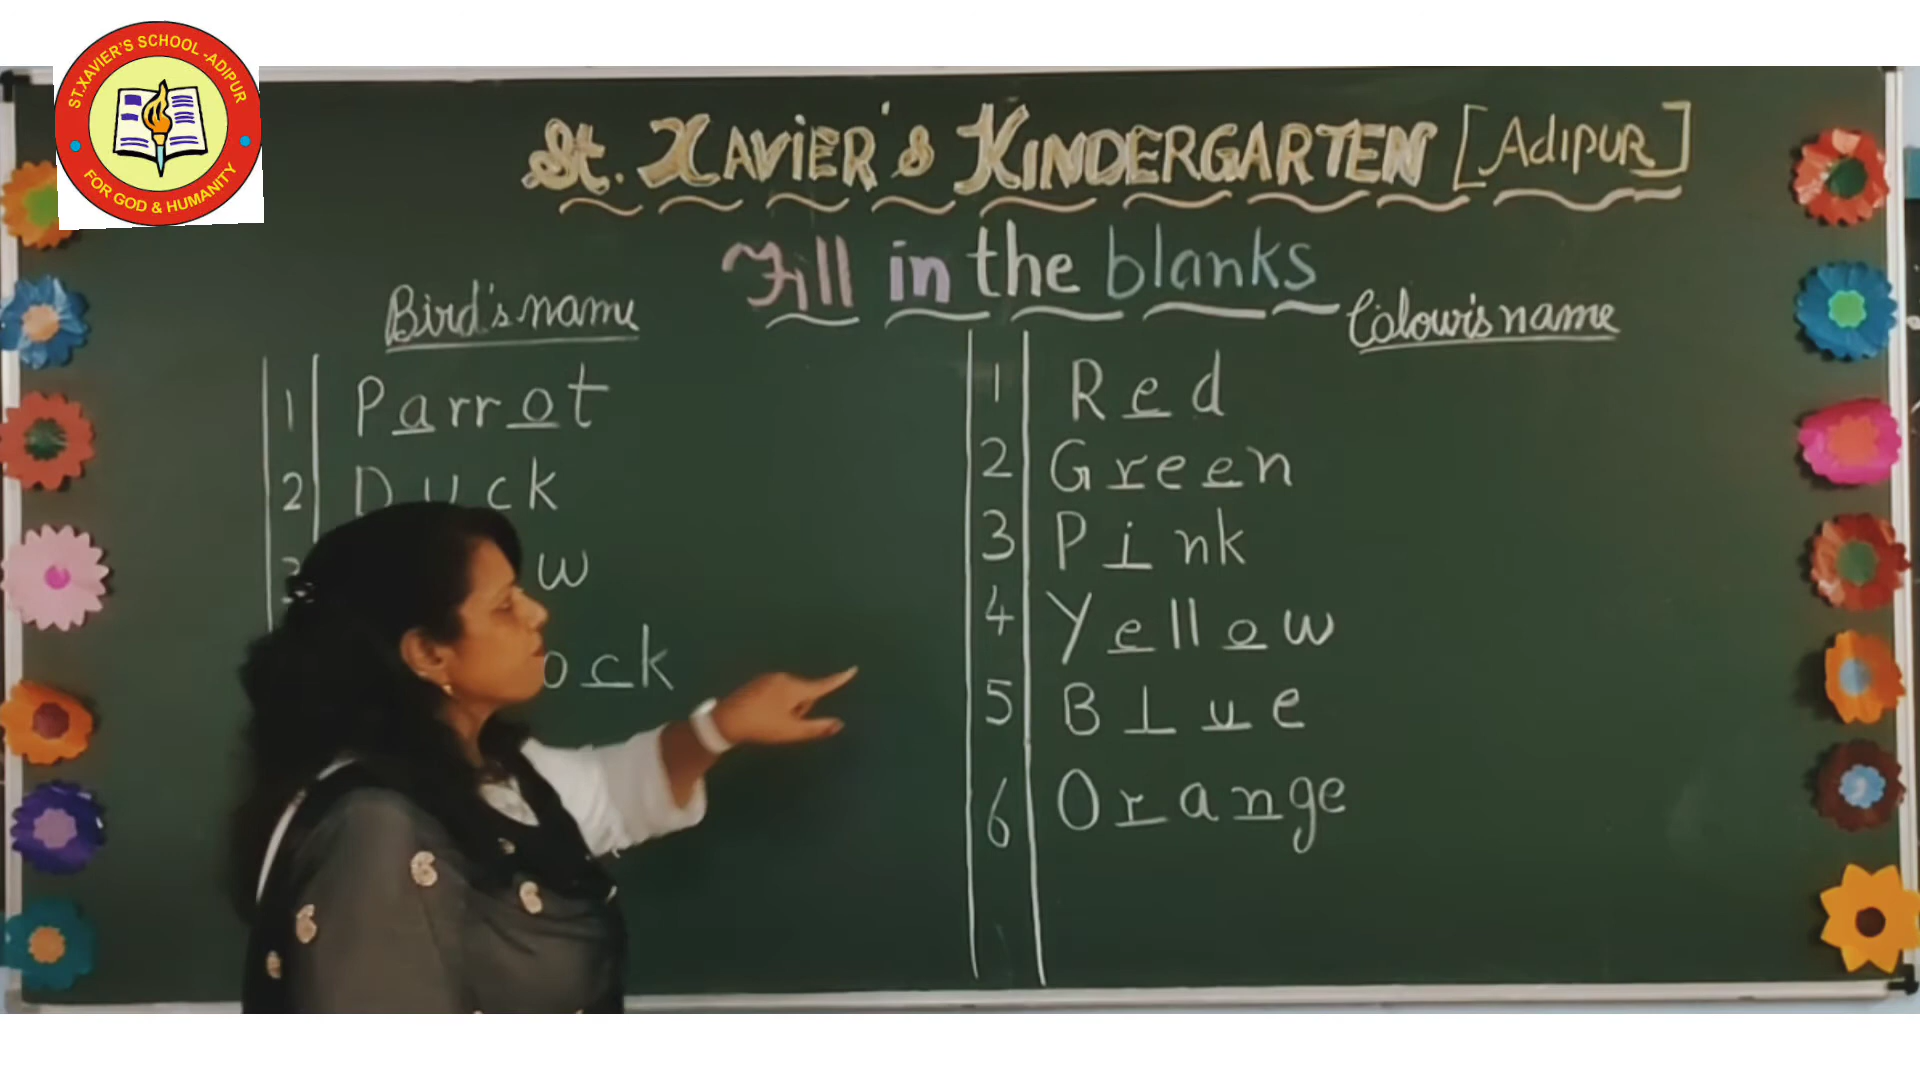 ST.XAVIER'S SCHOOL -ADIPUR
FOR GOD & HUMANITY
St. XAViER'S KINDERGARTEN [AdiPUR]
Fill in the blanks
Bird's name
1 Parrot
2 Duck
3 w
ock
Colour's name
1 Red
2 Green
3 Pink
4 Yellow
5 Blue
6 Orange